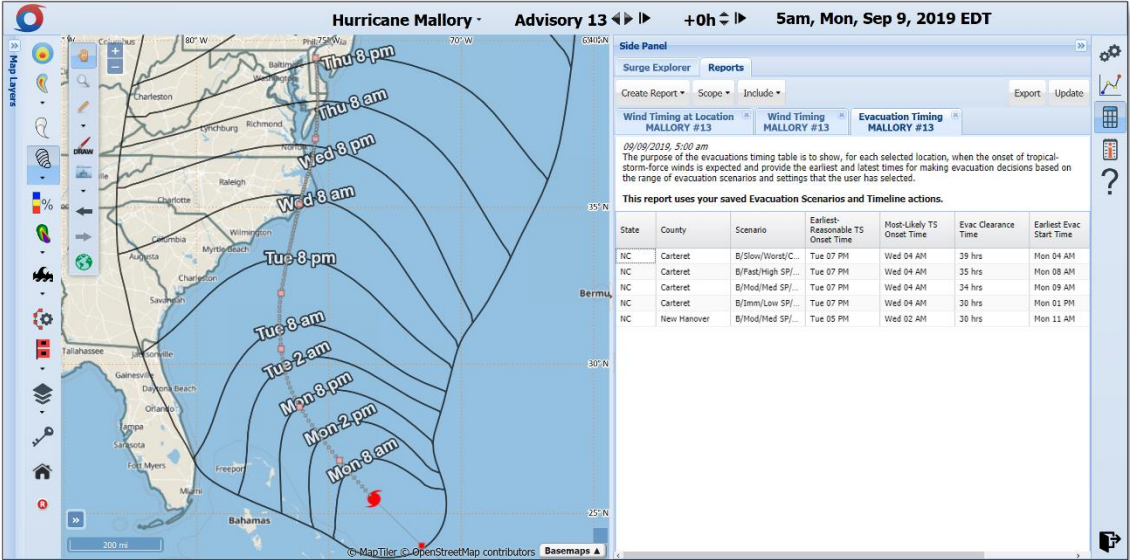 Hurricane Mallory Advisory 13 +0h 5am, Mon, Sep 9, 2019 EDT
Map Layers
%
R
DRAW
80° W 75° W 70° W
40° N
35° N
30° N
25° N
Columbus
Baltimore
Washington
Charleston
Lynchburg Richmond
Raleigh
Charlotte
Wilmington
Columbia
Myrtle Beach
Augusta
Charleston
Savannah
Tallahassee
Jacksonville
Gainesville
Daytona Beach
Orlando
Tampa
Sarasota
Fort Myers
Freeport
Miami
Bahamas
Thu 8 pm
Thu 8 am
Wed 8 pm
Wed 8 am
Tue 8 pm
Tue 8 am
Tue 2 am
Mon 8 pm
Mon 2 pm
Mon 8 am
200 mi
© MapTiler © OpenStreetMap contributors Basemaps ▲
Side Panel
Surge Explorer Reports
Create Report Scope Include Export Update
Wind Timing at Location MALLORY #13
Wind Timing MALLORY #13
Evacuation Timing MALLORY #13
09/09/2019, 5:00 am
The purpose of the evacuations timing table is to show, for each selected location, when the onset of tropical-
storm-force winds is expected and provide the earliest and latest times for making evacuation decisions based on
the range of evacuation scenarios and settings that the user has selected.
This report uses your saved Evacuation Scenarios and Timeline actions.
State County Scenario Earliest-Reasonable TS Onset Time Most-Likely TS Onset Time Evac Clearance Time Earliest Evac Start Time
NC Carteret B/Slow/Worst/C... Tue 07 PM Wed 04 AM 39 hrs Mon 04 AM
NC Carteret B/Fast/High SP/... Tue 07 PM Wed 04 AM 35 hrs Mon 08 AM
NC Carteret B/Mod/Med SP/... Tue 07 PM Wed 04 AM 34 hrs Mon 09 AM
NC Carteret B/Imm/Low SP/... Tue 07 PM Wed 04 AM 30 hrs Mon 01 PM
NC New Hanover B/Mod/Med SP/... Tue 05 PM Wed 02 AM 30 hrs Mon 11 AM